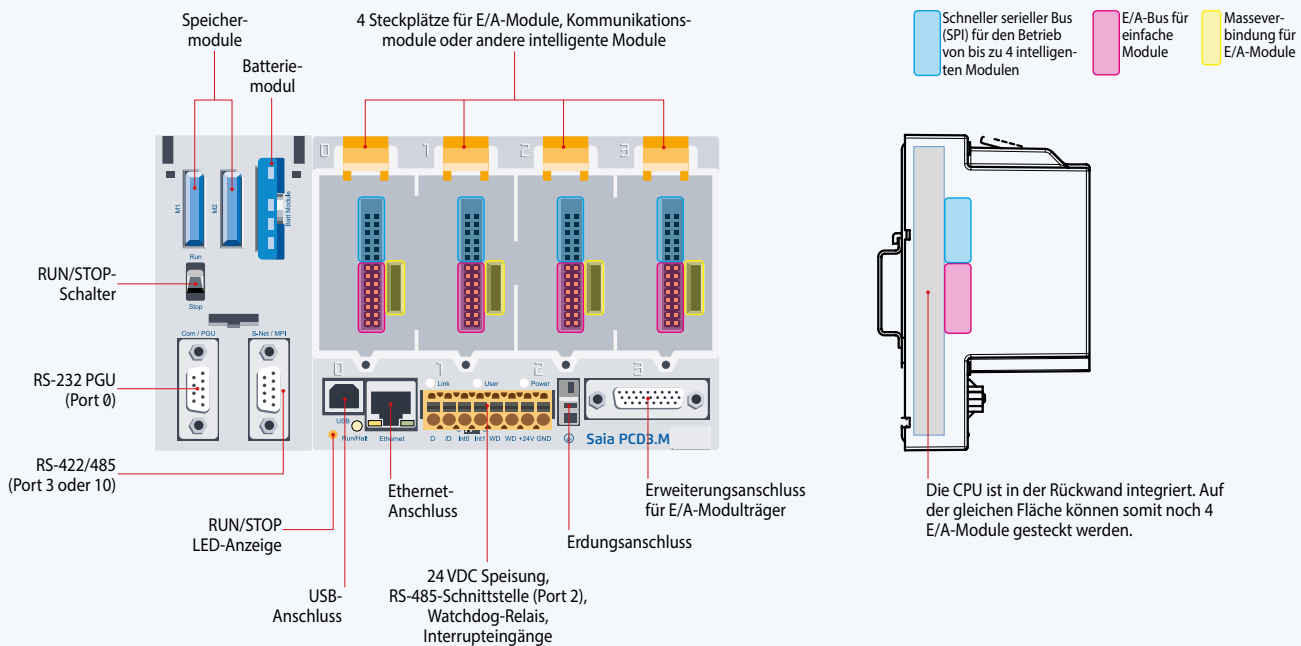 Speicher-
module
4 Steckplätze für E/A-Module, Kommunikations-
module oder andere intelligente Module
Batterie-
modul
Schneller serieller Bus
(SPI) für den Betrieb
von bis zu 4 intelligen-
ten Modulen
E/A-Bus für
einfache
Module
Massever-
bindung für
E/A-Module
0
1
2
3
M1
M2
Batt Module
Run
Stop
RUN/STOP-
Schalter
Com / PGU
S-Net / MPI
RS-232 PGU
(Port 0)
RS-422/485
(Port 3 oder 10)
0
1
2
3
Link
User
Power
USB
Run/Halt
Ethernet
D /D Int0 Int1 WD WD +24V GND
Saia PCD3.M
RUN/STOP
LED-Anzeige
USB-
Anschluss
Ethernet-
Anschluss
24 VDC Speisung,
RS-485-Schnittstelle (Port 2),
Watchdog-Relais,
Interrupteingänge
Erdungsanschluss
Erweiterungsanschluss
für E/A-Modulträger
Die CPU ist in der Rückwand integriert. Auf
der gleichen Fläche können somit noch 4
E/A-Module gesteckt werden.